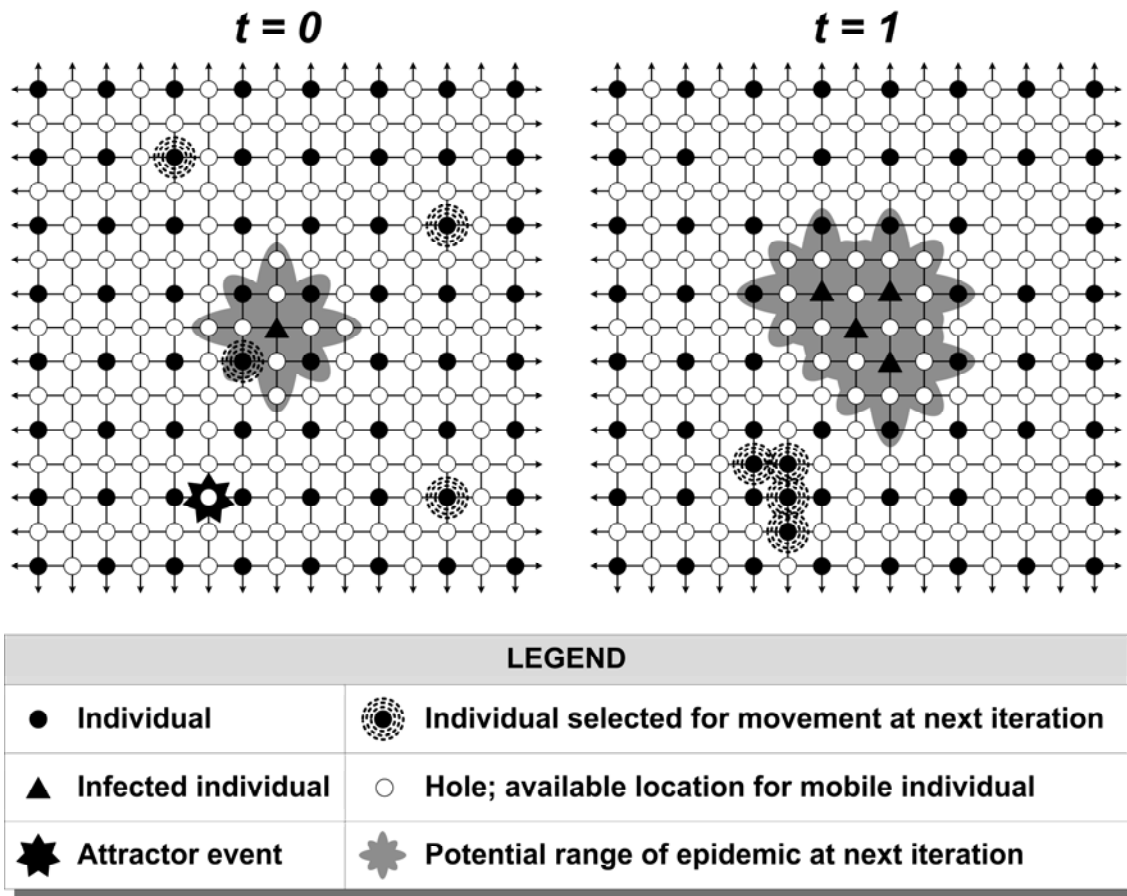 t = 0
t = 1
LEGEND
Individual
Individual selected for movement at next iteration
Infected individual
Hole; available location for mobile individual
Attractor event
Potential range of epidemic at next iteration